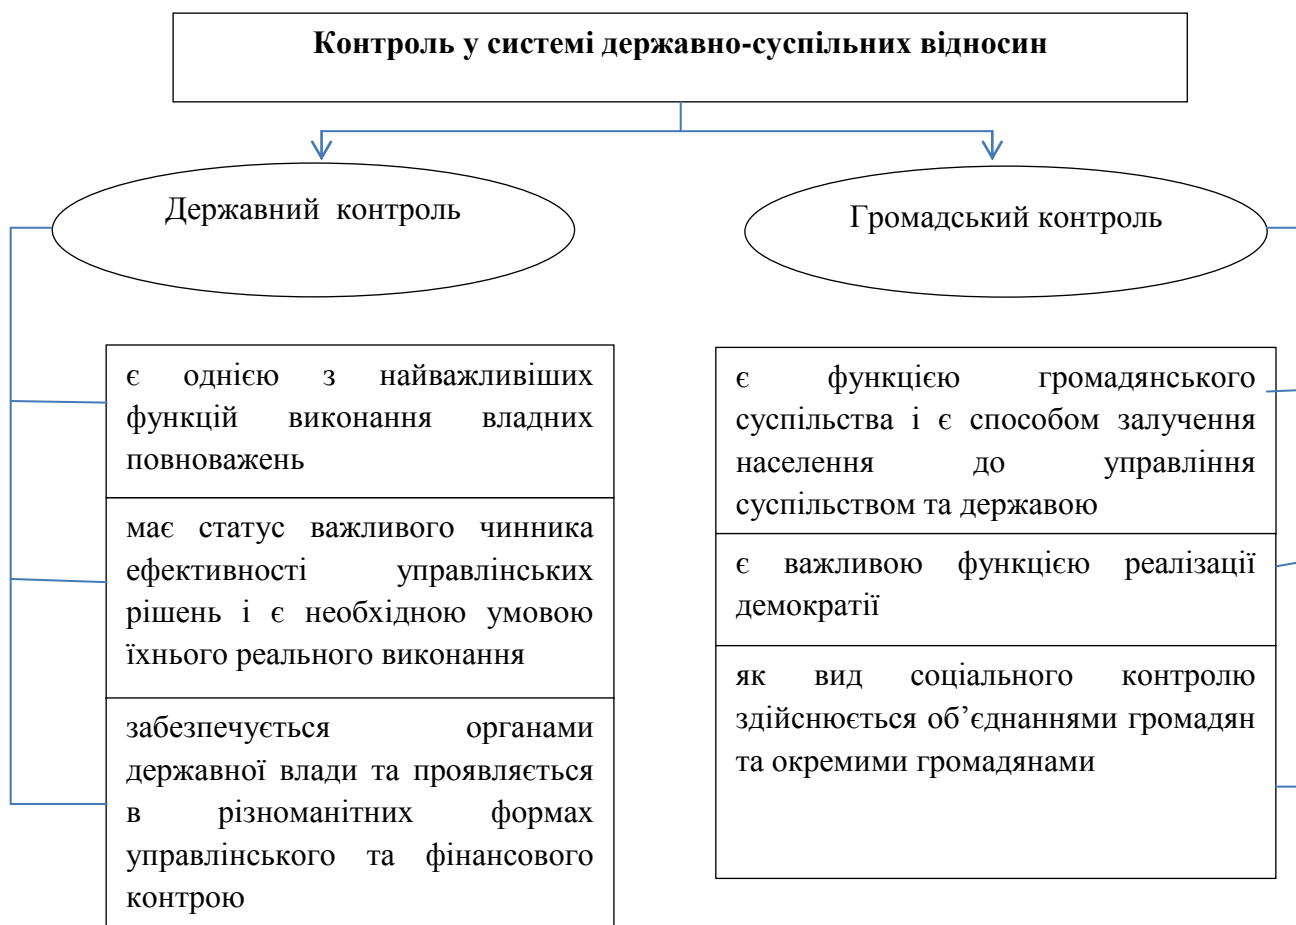 Контроль у системі державно-суспільних відносин
Державний контроль
Громадський контроль
є однією з найважливіших
функцій виконання владних
повноважень
має статус важливого чинника
ефективності управлінських
рішень і є необхідною умовою
їхнього реального виконання
забезпечується органами
державної влади та проявляється
в різноманітних формах
управлінського та фінансового
контрою
є функцією громадянського
суспільства і є способом залучення
населення до управління
суспільством та державою
є важливою функцією реалізації
демократії
як вид соціального контролю
здійснюється об’єднаннями громадян
та окремими громадянами